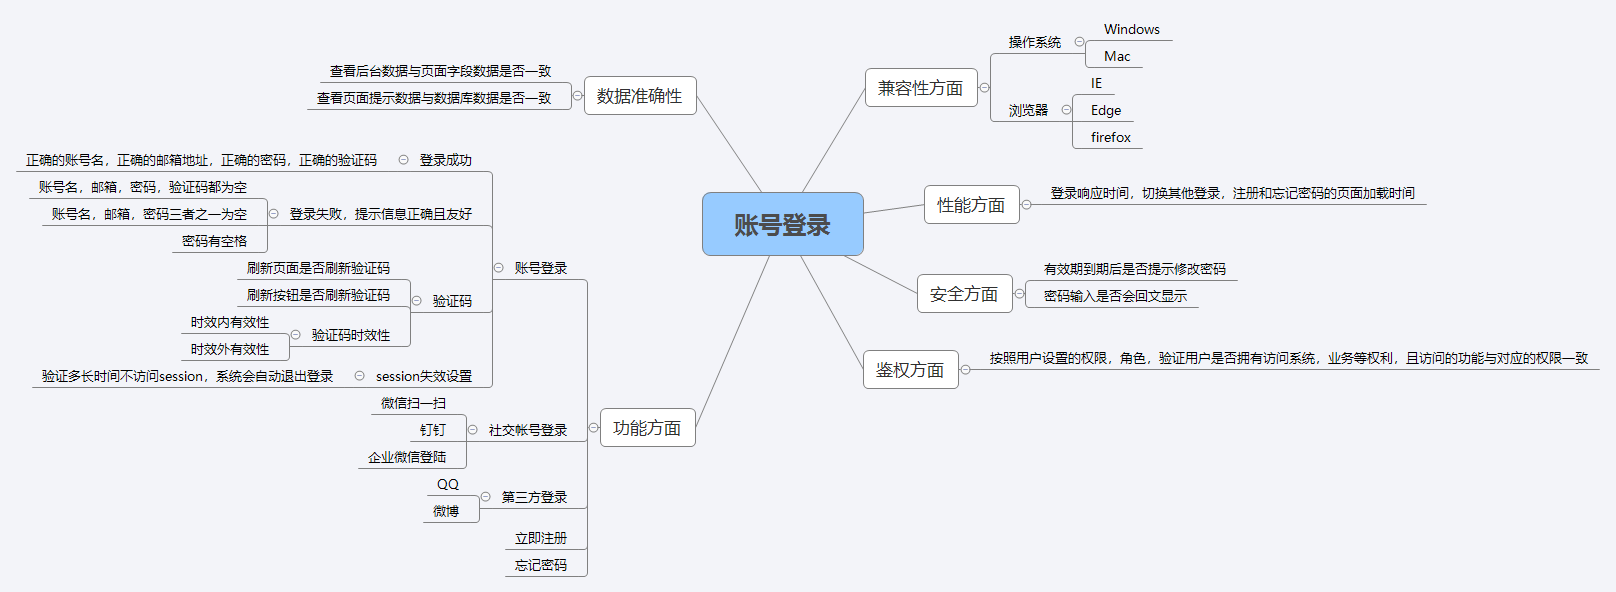 账号登录
兼容性方面
操作系统
Windows
Mac
浏览器
IE
Edge
firefox
性能方面
登录响应时间，切换其他登录，注册和忘记密码的页面加载时间
安全方面
有效期到期后是否提示修改密码
密码输入是否会回文显示
鉴权方面
按照用户设置的权限，角色，验证用户是否拥有访问系统，业务等权利，且访问的功能与对应的权限一致
数据准确性
查看后台数据与页面字段数据是否一致
查看页面提示数据与数据库数据是否一致
功能方面
账号登录
登录成功
正确的账号名，正确的邮箱地址，正确的密码，正确的验证码
登录失败，提示信息正确且友好
账号名，邮箱，密码，验证码都为空
账号名，邮箱，密码三者之一为空
密码有空格
验证码
刷新页面是否刷新验证码
刷新按钮是否刷新验证码
验证码时效性
时效内有效性
时效外有效性
session失效设置
验证多长时间不访问session，系统会自动退出登录
社交帐号登录
微信扫一扫
钉钉
企业微信登陆
第三方登录
QQ
微博
立即注册
忘记密码